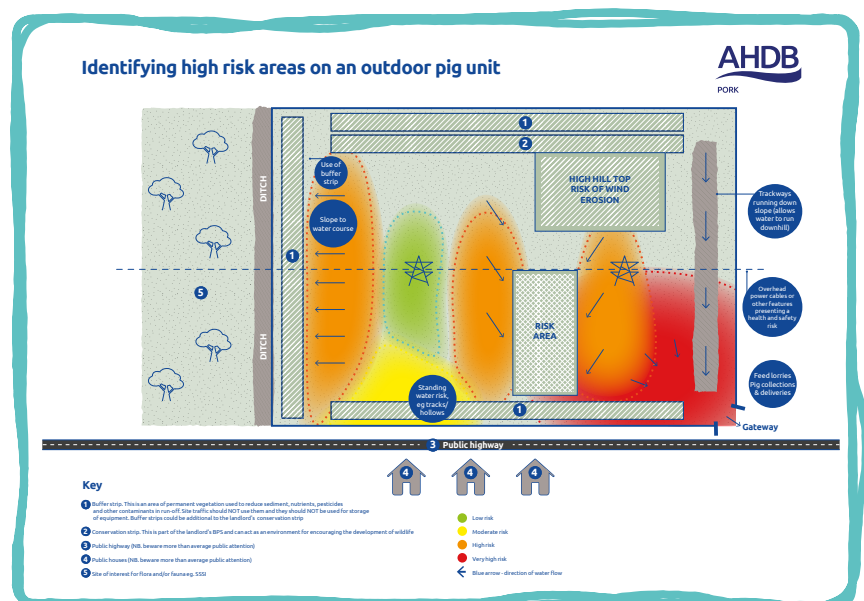 Identifying high risk areas on an outdoor pig unit
AHDB
PORK
1
2
Use of
buffer
strip
HIGH HILL TOP
RISK OF WIND
EROSION
DITCH
Slope to
water course
Trackways
running down
slope (allows
water to run
downhill)
1
5
Overhead
power cables or
other features
presenting a
health and safety
risk
RISK
AREA
DITCH
Standing
water risk,
eg tracks/
hollows
Feed lorries
Pig collections
& deliveries
1
Gateway
3 Public highway
4
4
4
Key
1 Buffer strip. This is an area of permanent vegetation used to reduce sediment, nutrients, pesticides
and other contaminants in run-off. Site traffic should NOT use them and they should NOT be used for storage
of equipment. Buffer strips could be additional to the landlord's conservation strip
2 Conservation strip. This is part of the landlord's BPS and can act as an environment for encouraging the development of wildlife
3 Public highway (NB. beware more than average public attention)
4 Public houses (NB. beware more than average public attention)
5 Site of interest for flora and/or fauna eg. SSSI
Low risk
Moderate risk
High risk
Very high risk
Blue arrow - direction of water flow